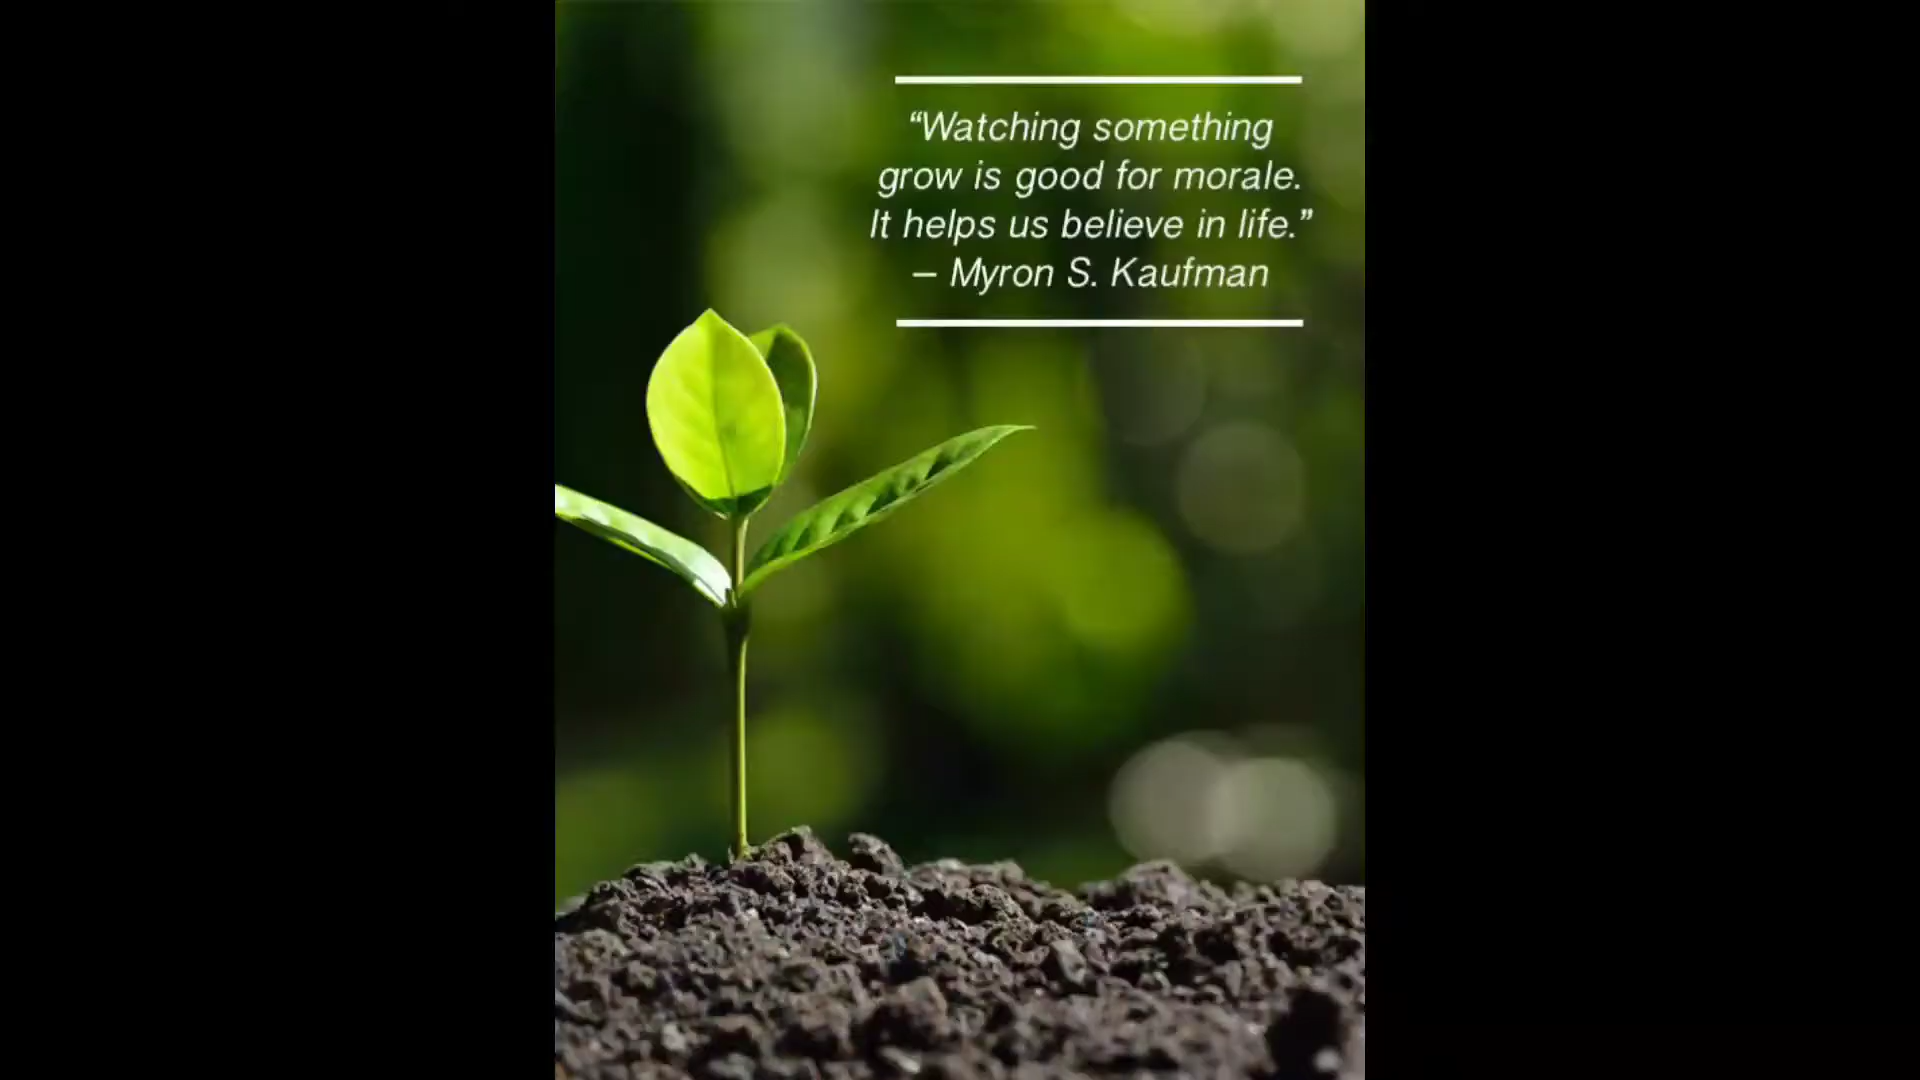 “Watching something
grow is good for morale.
It helps us believe in life.”
– Myron S. Kaufman